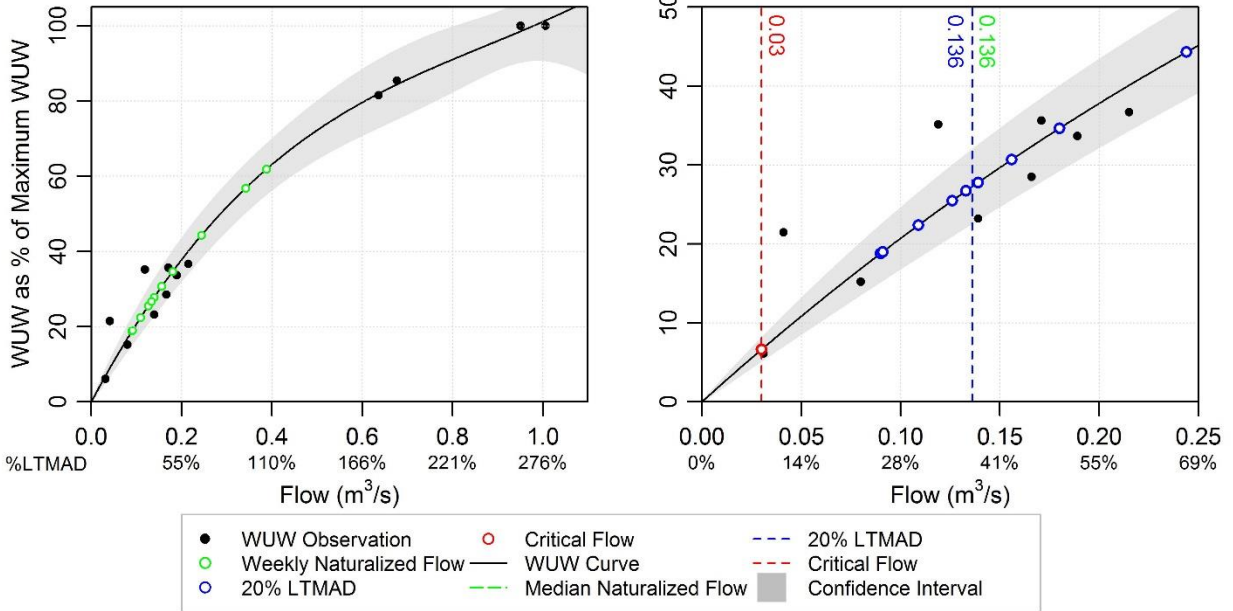 WUW as % of Maximum WUW
100
80
60
40
20
0
0.0 0.2 0.4 0.6 0.8 1.0
%LTMAD 55% 110% 166% 221% 276%
Flow (m³/s)
50
40
30
20
10
0
0.03
0.136
0.136
0.00 0.05 0.10 0.15 0.20 0.25
0% 14% 28% 41% 55% 69%
Flow (m³/s)
WUW Observation Critical Flow 20% LTMAD
Weekly Naturalized Flow WUW Curve Critical Flow
20% LTMAD Median Naturalized Flow Confidence Interval